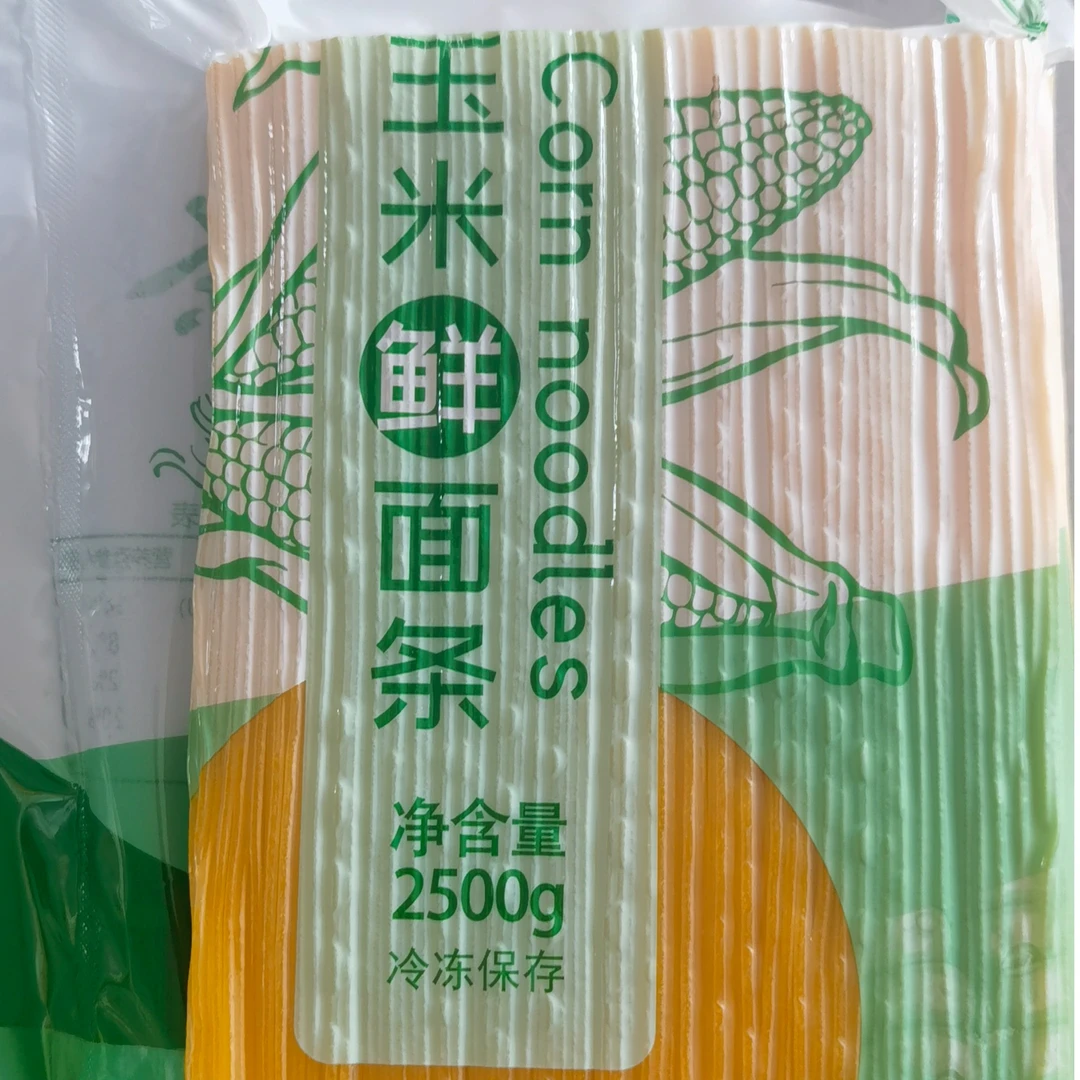 玉米鲜面条
Corn noodles
净含量
2500g
冷冻保存